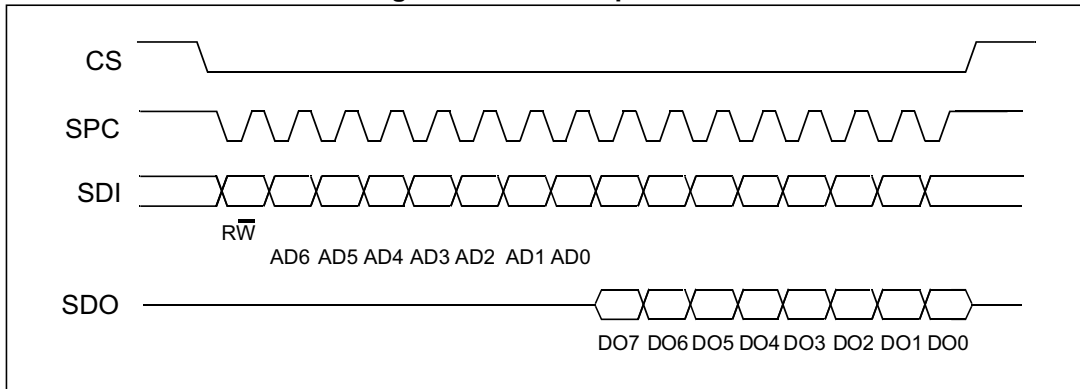 CS
SPC
SDI
RW̅
AD6 AD5 AD4 AD3 AD2 AD1 AD0
SDO
DO7 DO6 DO5 DO4 DO3 DO2 DO1 DO0